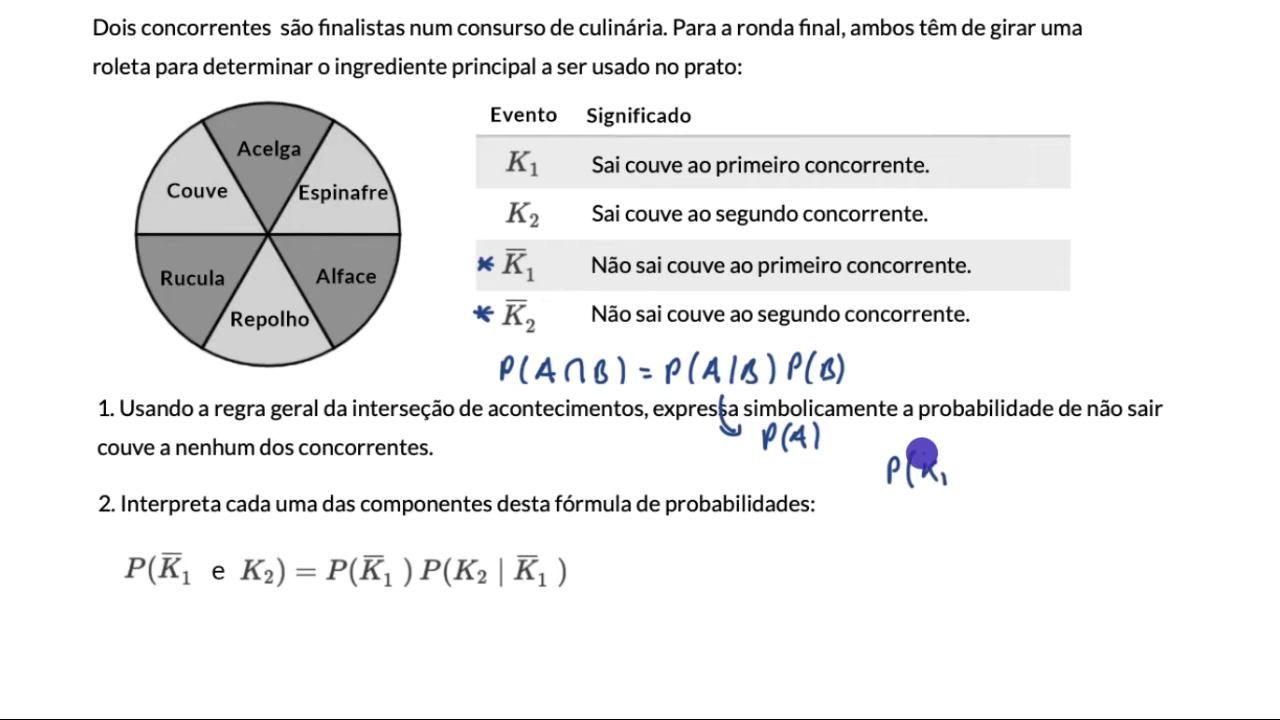 Dois concorrentes são finalistas num consurso de culinária. Para a ronda final, ambos têm de girar uma
roleta para determinar o ingrediente principal a ser usado no prato:
Acelga
Couve
Espinafre
Rucula
Alface
Repolho
Evento Significado
K₁ Sai couve ao primeiro concorrente.
K₂ Sai couve ao segundo concorrente.
* K̅₁ Não sai couve ao primeiro concorrente.
* K̅₂ Não sai couve ao segundo concorrente.
P(A∩B) = P(A|B) P(B)
1. Usando a regra geral da interseção de acontecimentos, expressa simbolicamente a probabilidade de não sair
couve a nenhum dos concorrentes.
P(A)
P(K₁
2. Interpreta cada uma das componentes desta fórmula de probabilidades:
P(K̅₁ e K₂) = P(K̅₁) P(K₂ | K̅₁)